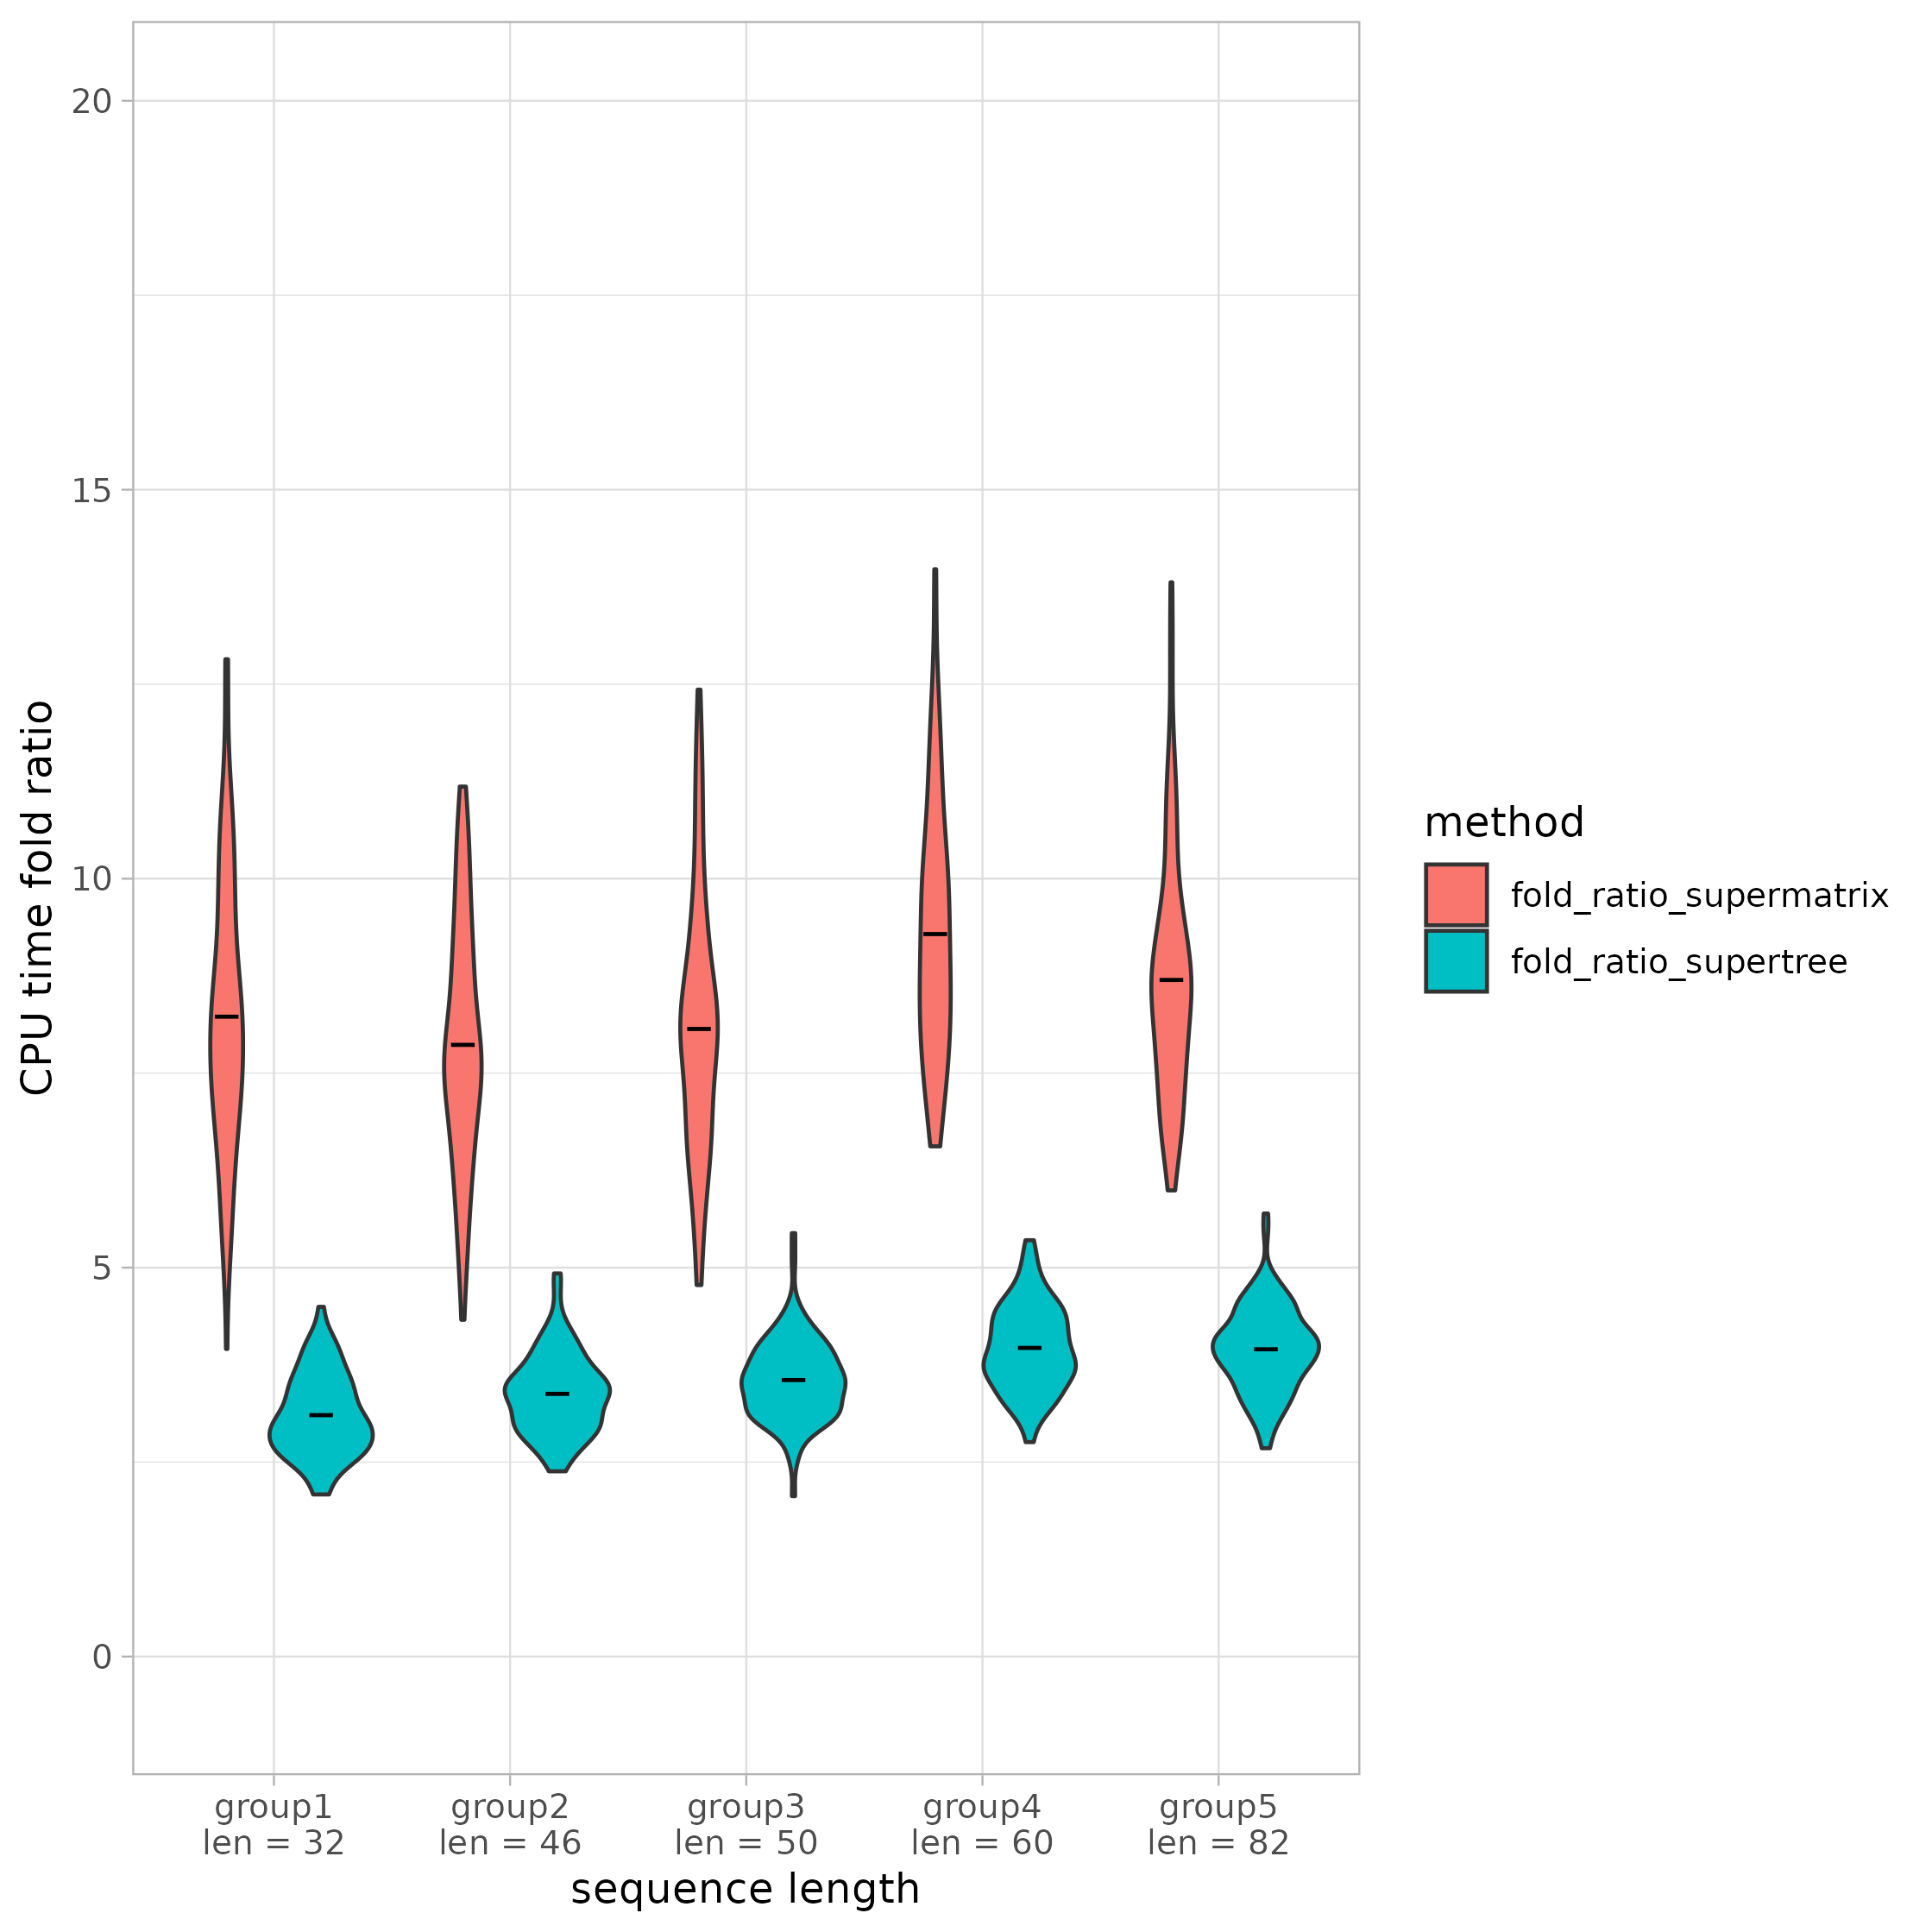 20
15
10
5
0
CPU time fold ratio
group1
len = 32
group2
len = 46
group3
len = 50
group4
len = 60
group5
len = 82
sequence length
method
fold_ratio_supermatrix
fold_ratio_supertree